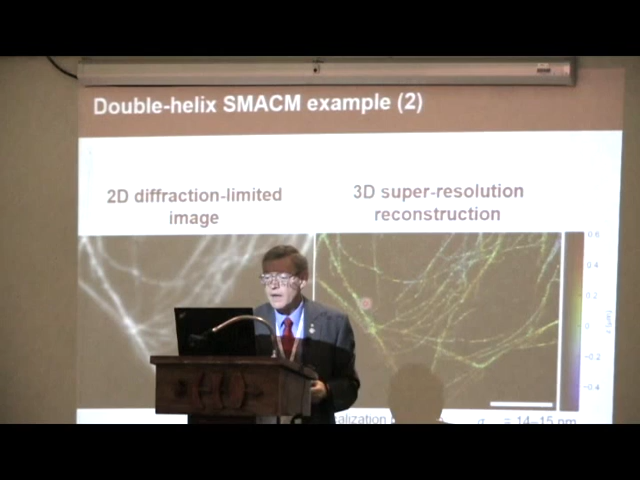 Double-helix SMACM example (2)
2D diffraction-limited
image
3D super-resolution
reconstruction
0.6
0.4
0.2
0
−0.2
−0.4
= 14–15 nm